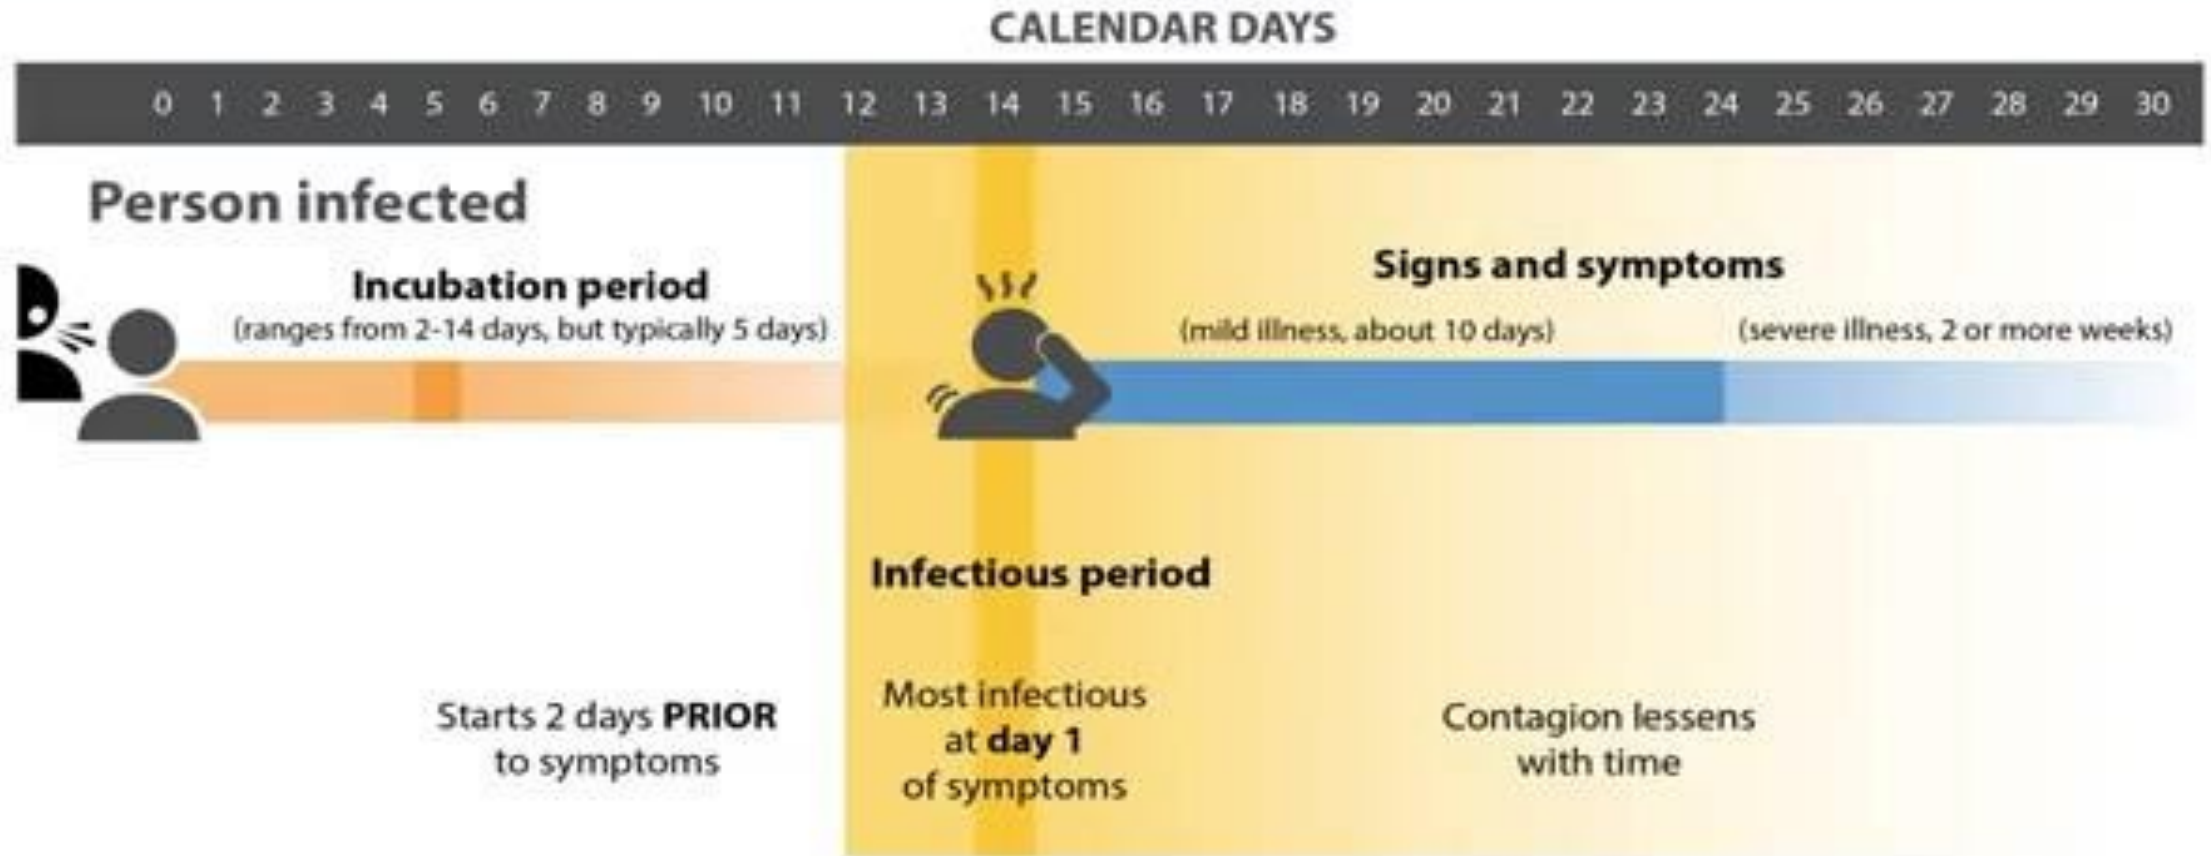 CALENDAR DAYS
0 1 2 3 4 5 6 7 8 9 10 11 12 13 14 15 16 17 18 19 20 21 22 23 24 25 26 27 28 29 30
Person infected
Incubation period
(ranges from 2-14 days, but typically 5 days)
Signs and symptoms
(mild illness, about 10 days)
(severe illness, 2 or more weeks)
Infectious period
Starts 2 days PRIOR
to symptoms
Most infectious
at day 1
of symptoms
Contagion lessens
with time